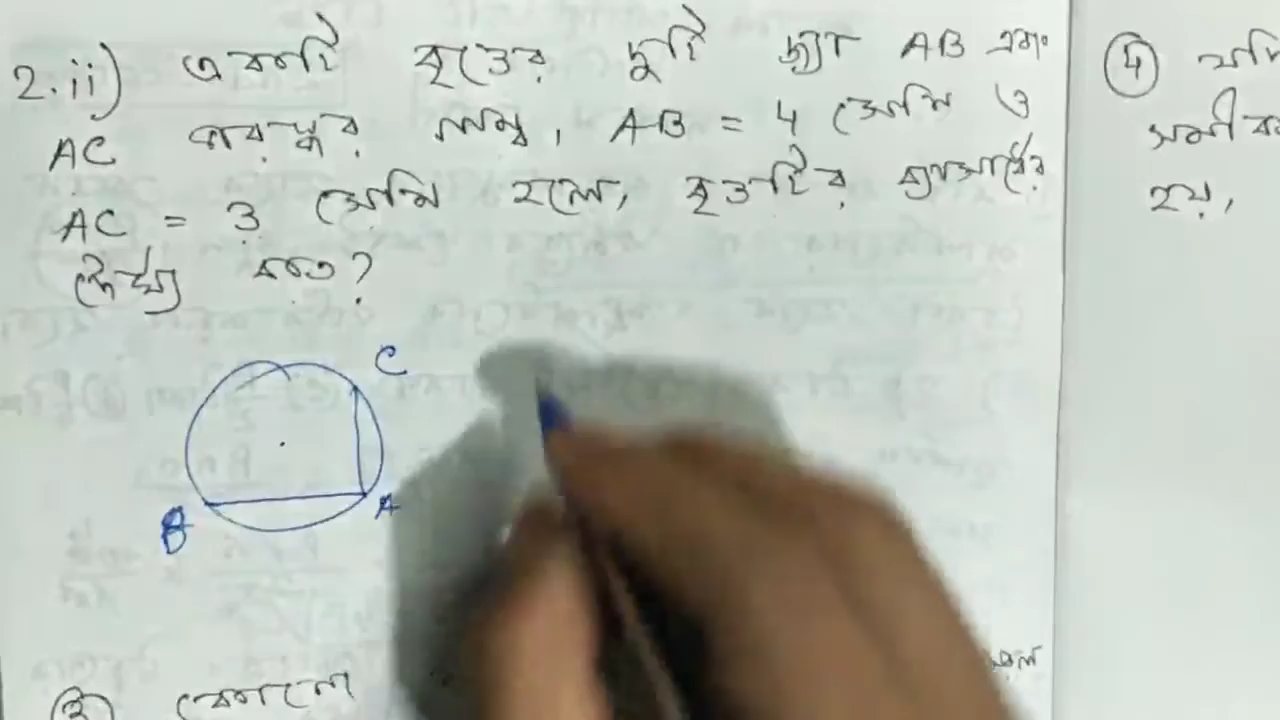 2.ii) একটি বৃত্তের দুটি জ্যা AB এবং
AC পরস্পর লম্ব, AB = 4 সেমি ও
AC = 3 সেমি হলে, বৃত্তটির ব্যাসার্ধের
দৈর্ঘ্য কত?
C
A
B
③ কোনো
④ যদি
সমীক
হয়,